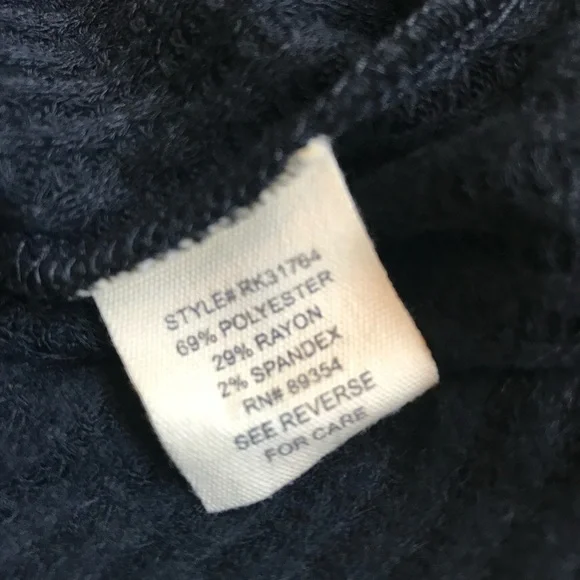 STYLE# RK31764
69% POLYESTER
29% RAYON
2% SPANDEX
RN# 89354
SEE REVERSE
FOR CARE